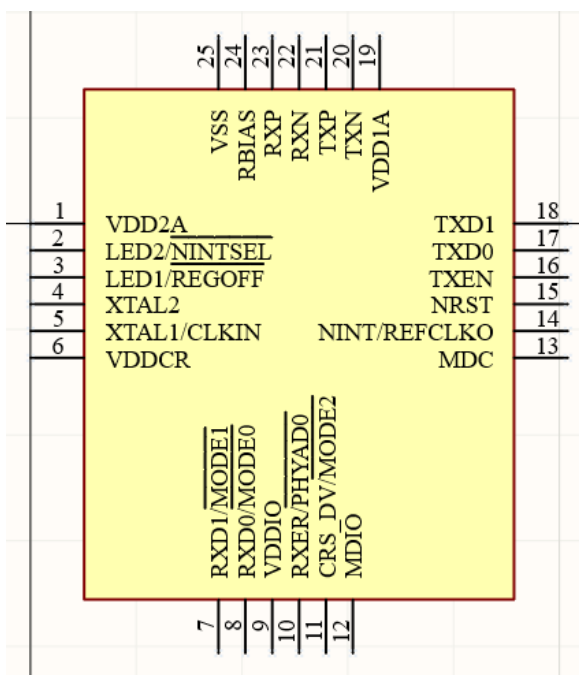 25
24
23
22
21
20
19
VSS
RBIAS
RXP
RXN
TXP
TXN
VDD1A
1 VDD2A
2 LED2/NINTSEL
3 LED1/REGOFF
4 XTAL2
5 XTAL1/CLKIN
6 VDDCR
TXD1 18
TXD0 17
TXEN 16
NRST 15
NINT/REFCLKO 14
MDC 13
RXD1/MODE1
RXD0/MODE0
VDDIO
RXER/PHYAD0
CRS_DV/MODE2
MDIO
7
8
9
10
11
12